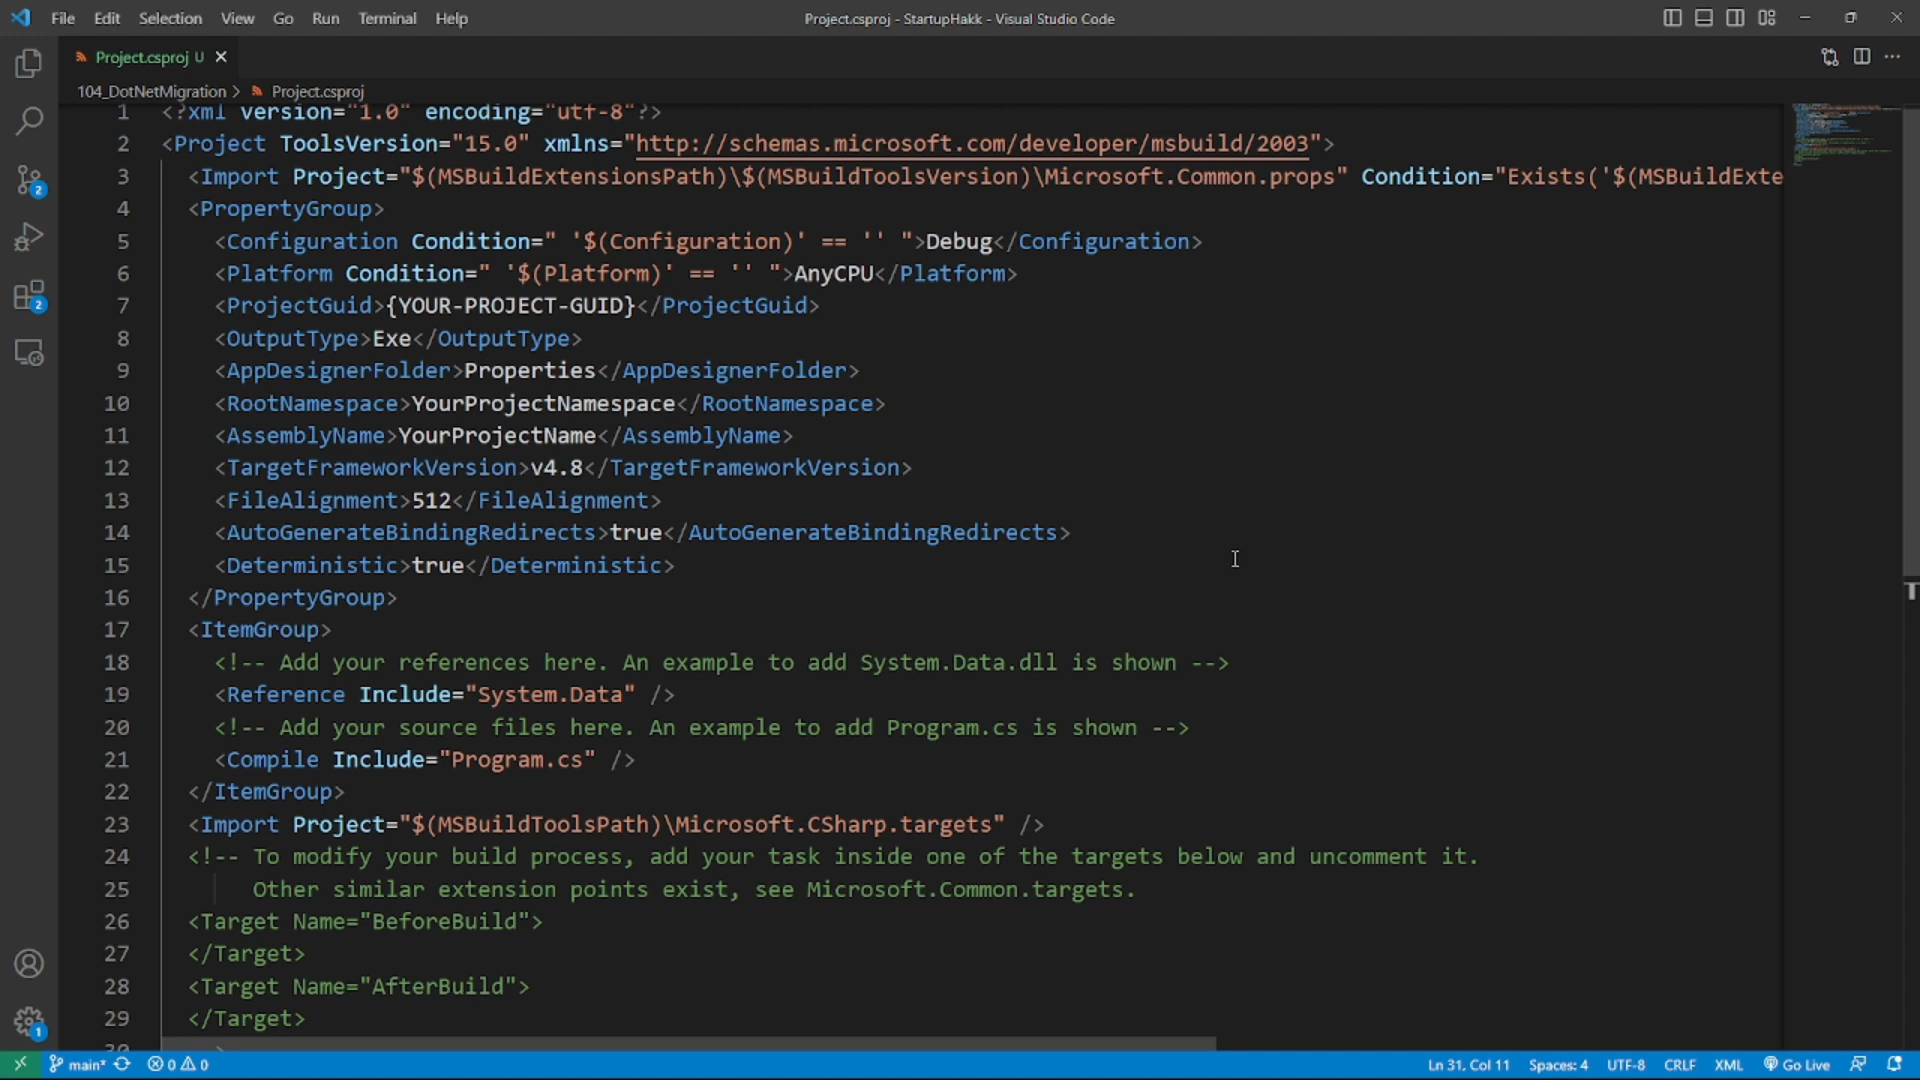 File Edit Selection View Go Run Terminal Help
Project.csproj - StartupHakk - Visual Studio Code
Project.csproj U
104_DotNetMigration > Project.csproj
1 <?xml version="1.0" encoding="utf-8"?>
2 <Project ToolsVersion="15.0" xmlns="http://schemas.microsoft.com/developer/msbuild/2003">
3 <Import Project="$(MSBuildExtensionsPath)\$(MSBuildToolsVersion)\Microsoft.Common.props" Condition="Exists('$(MSBuildExte
4 <PropertyGroup>
5 <Configuration Condition=" '$(Configuration)' == '' ">Debug</Configuration>
6 <Platform Condition=" '$(Platform)' == '' ">AnyCPU</Platform>
7 <ProjectGuid>{YOUR-PROJECT-GUID}</ProjectGuid>
8 <OutputType>Exe</OutputType>
9 <AppDesignerFolder>Properties</AppDesignerFolder>
10 <RootNamespace>YourProjectNamespace</RootNamespace>
11 <AssemblyName>YourProjectName</AssemblyName>
12 <TargetFrameworkVersion>v4.8</TargetFrameworkVersion>
13 <FileAlignment>512</FileAlignment>
14 <AutoGenerateBindingRedirects>true</AutoGenerateBindingRedirects>
15 <Deterministic>true</Deterministic>
16 </PropertyGroup>
17 <ItemGroup>
18 <!-- Add your references here. An example to add System.Data.dll is shown -->
19 <Reference Include="System.Data" />
20 <!-- Add your source files here. An example to add Program.cs is shown -->
21 <Compile Include="Program.cs" />
22 </ItemGroup>
23 <Import Project="$(MSBuildToolsPath)\Microsoft.CSharp.targets" />
24 <!-- To modify your build process, add your task inside one of the targets below and uncomment it.
25 Other similar extension points exist, see Microsoft.Common.targets.
26 <Target Name="BeforeBuild">
27 </Target>
28 <Target Name="AfterBuild">
29 </Target>
2
2
1
main* 0 0
Ln 31, Col 11 Spaces: 4 UTF-8 CRLF XML Go Live